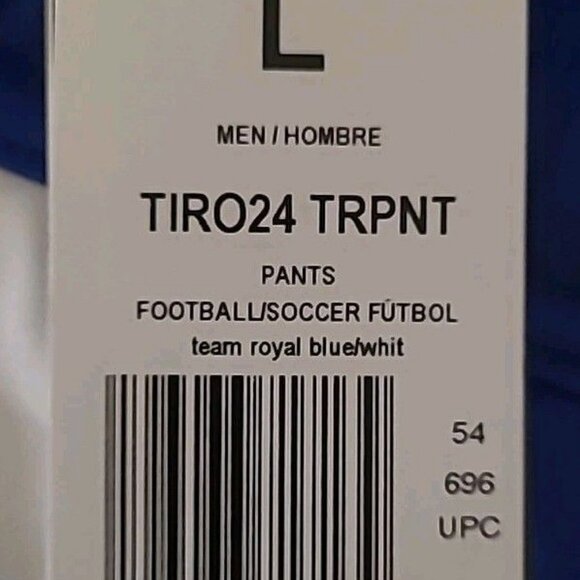 L
MEN / HOMBRE
TIRO24 TRPNT
PANTS
FOOTBALL/SOCCER FÚTBOL
team royal blue/whit
54
696
UPC